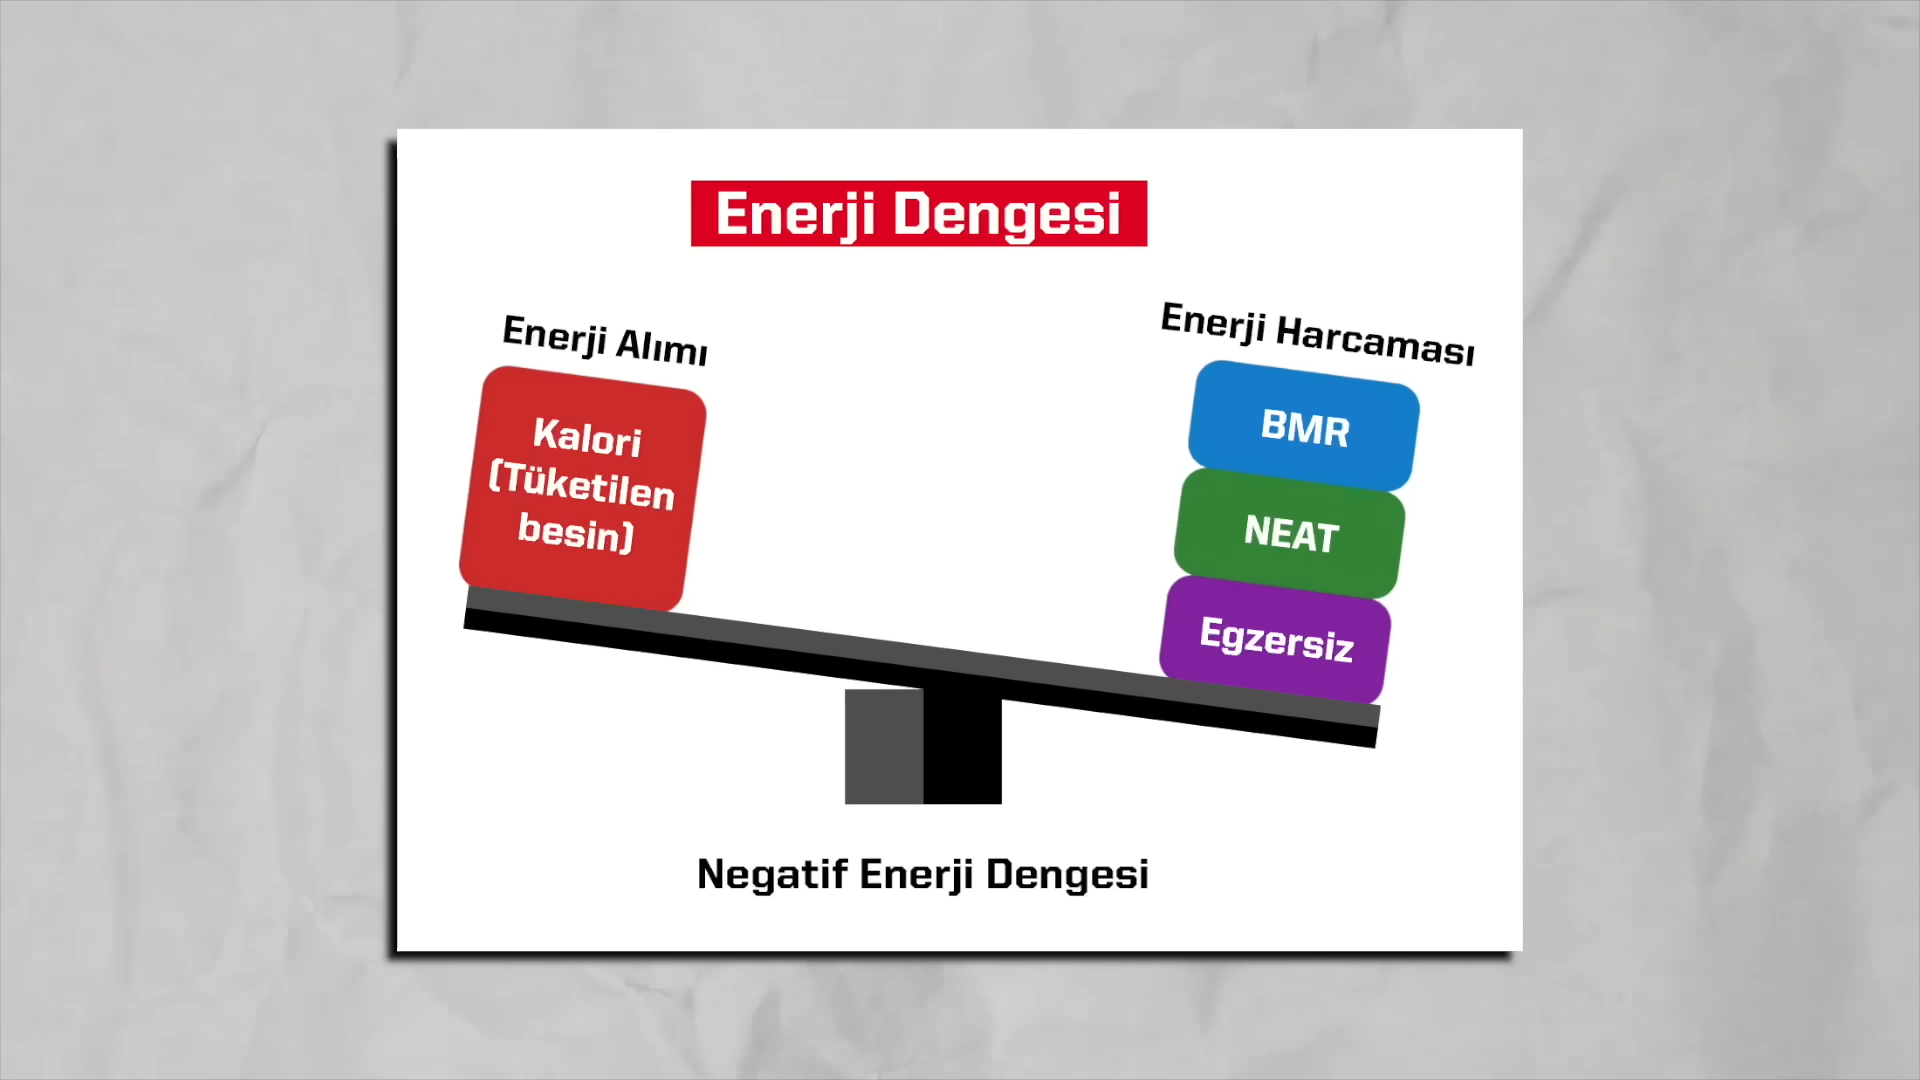 Enerji Dengesi
Enerji Alımı
Kalori
(Tüketilen
besin)
Enerji Harcaması
BMR
NEAT
Egzersiz
Negatif Enerji Dengesi